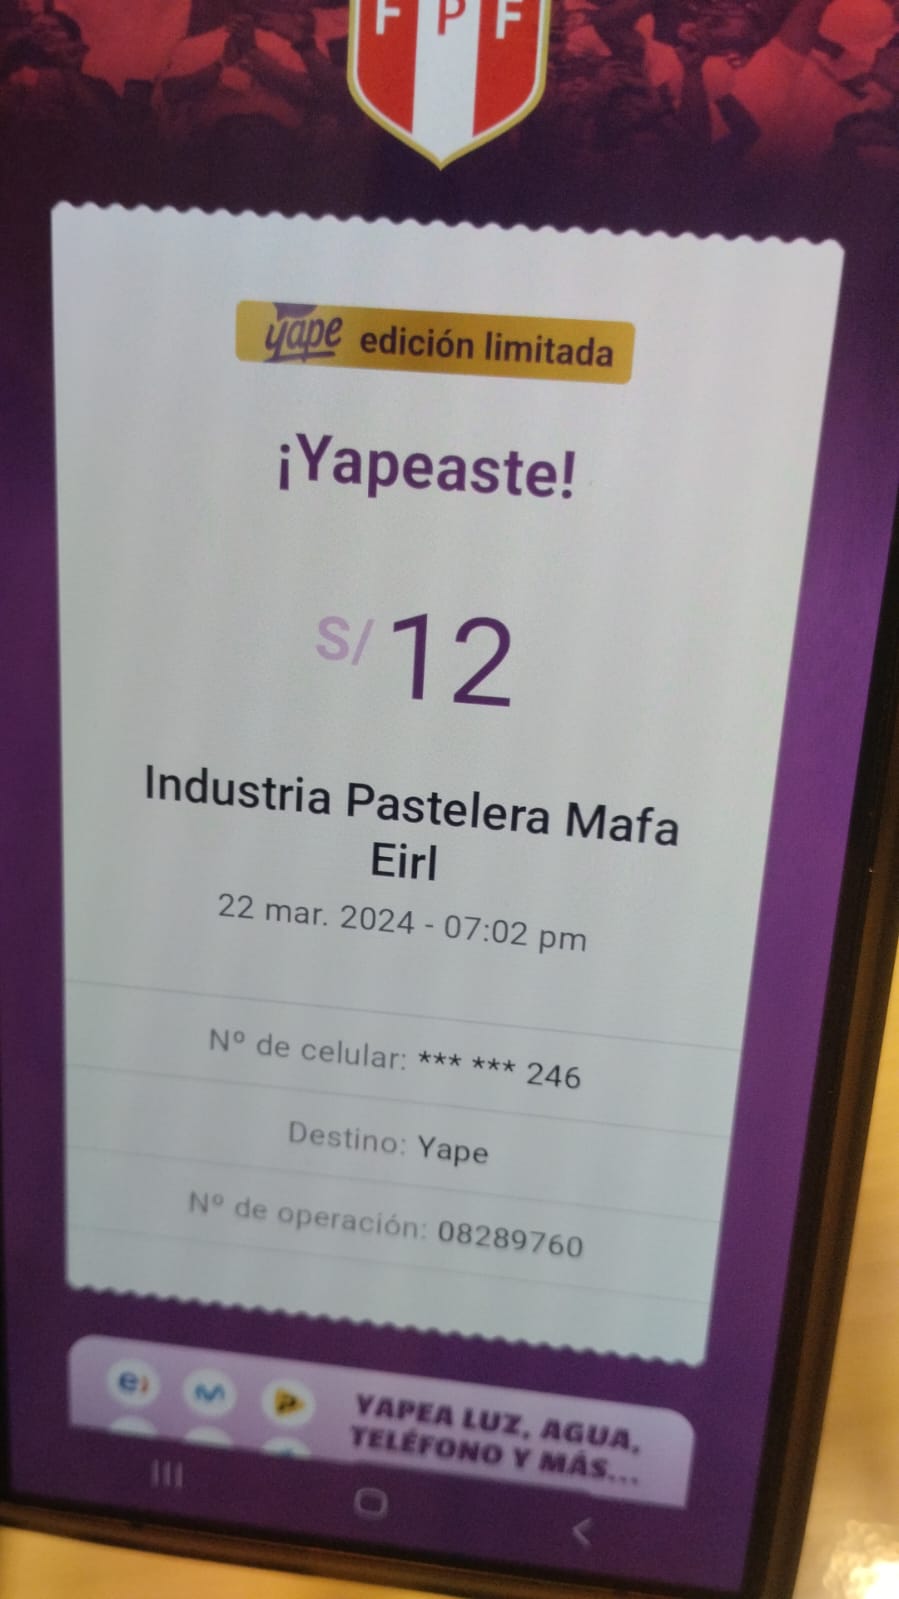 F P F
yape edición limitada
¡Yapeaste!
S/ 12
Industria Pastelera Mafa
Eirl
22 mar. 2024 - 07:02 pm
Nº de celular: *** *** 246
Destino: Yape
Nº de operación: 08289760
e)
YAPEA LUZ, AGUA,
TELÉFONO Y MÁS...